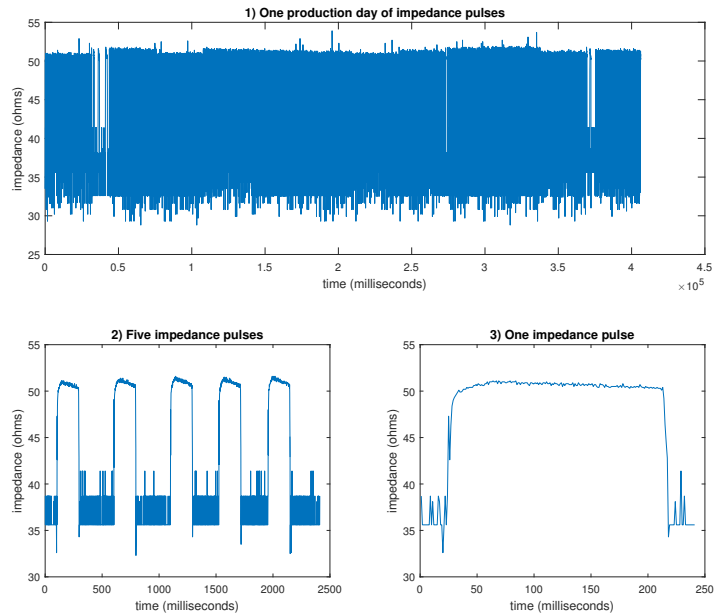 1) One production day of impedance pulses
55
50
45
40
35
30
25
impedance (ohms)
0 0.5 1 1.5 2 2.5 3 3.5 4 4.5
time (milliseconds)
×10⁵
2) Five impedance pulses
55
50
45
40
35
30
impedance (ohms)
0 500 1000 1500 2000 2500
time (milliseconds)
3) One impedance pulse
55
50
45
40
35
30
impedance (ohms)
0 50 100 150 200 250
time (milliseconds)